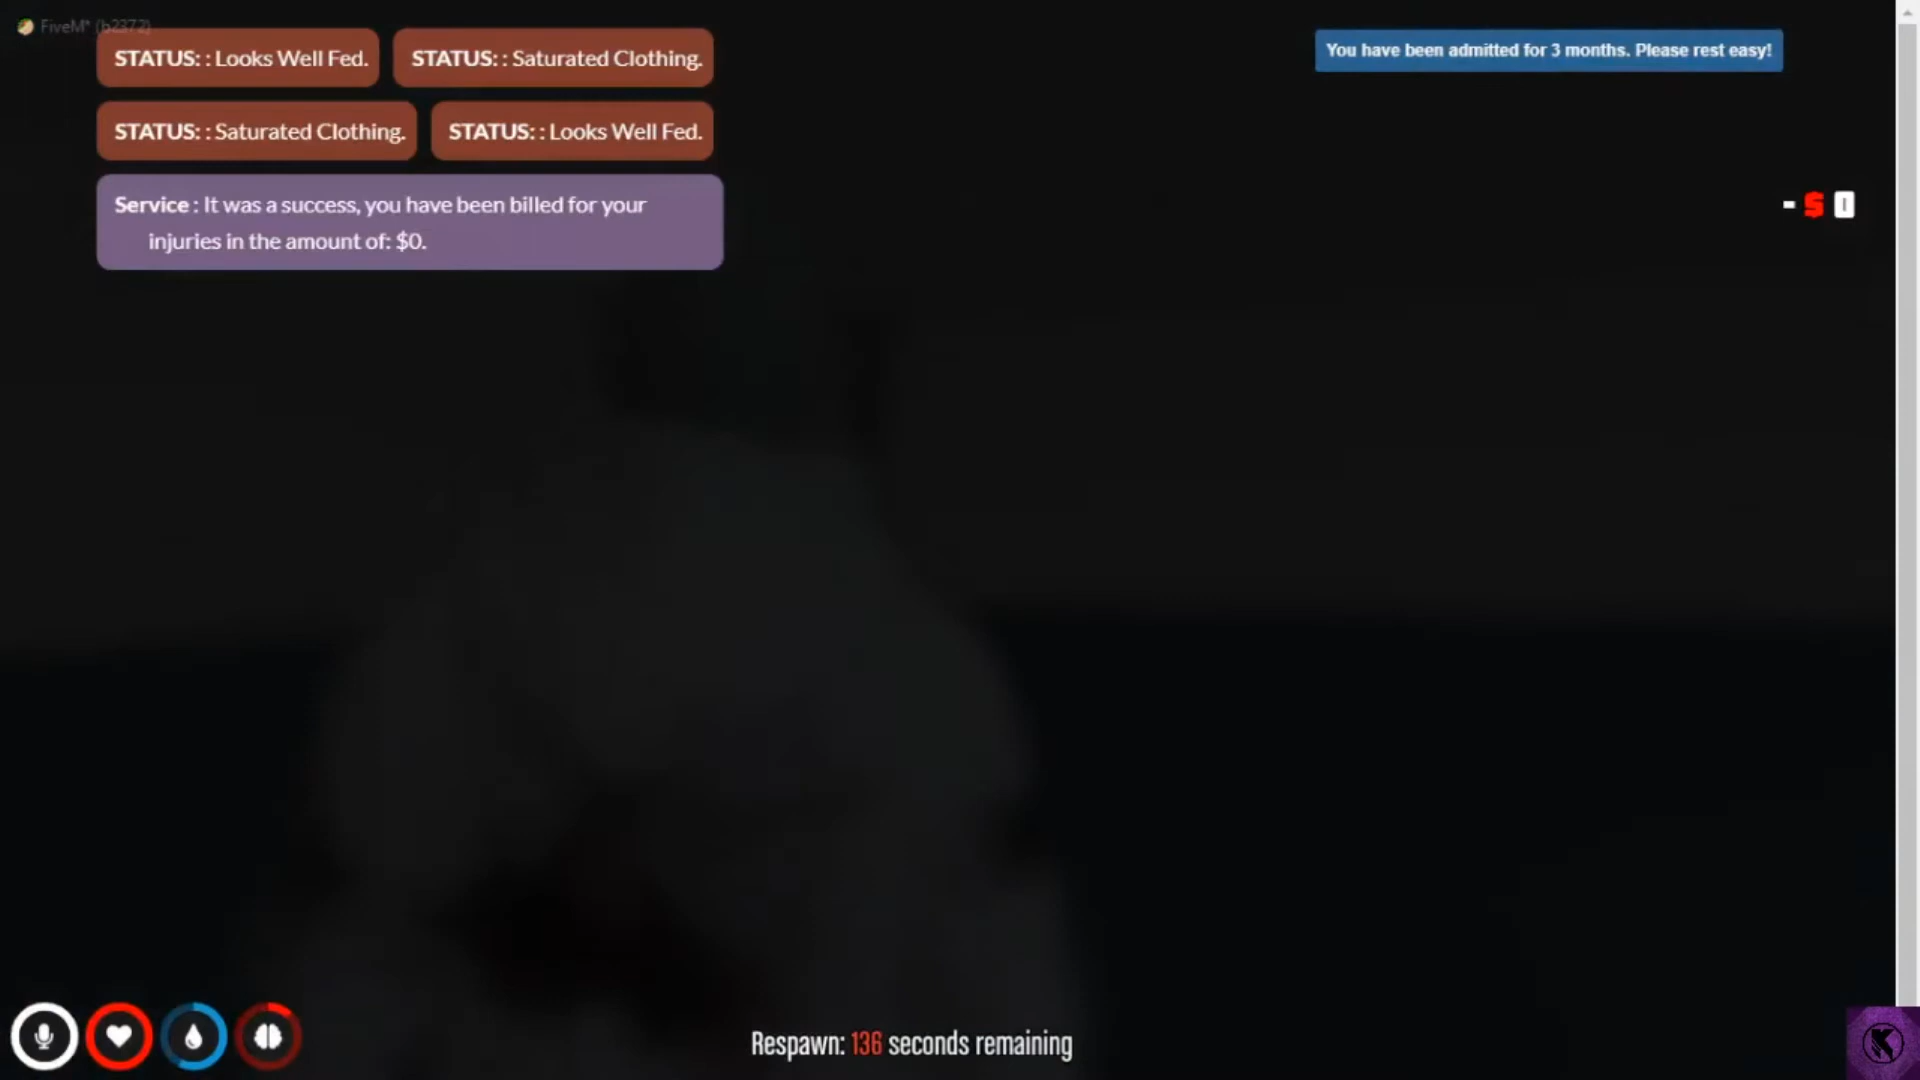 FiveM* (b2372)
STATUS: : Looks Well Fed.
STATUS: : Saturated Clothing.
You have been admitted for 3 months. Please rest easy!
STATUS: : Saturated Clothing.
STATUS: : Looks Well Fed.
Service : It was a success, you have been billed for your
injuries in the amount of: $0.
- $ 0
Respawn: 136 seconds remaining
K